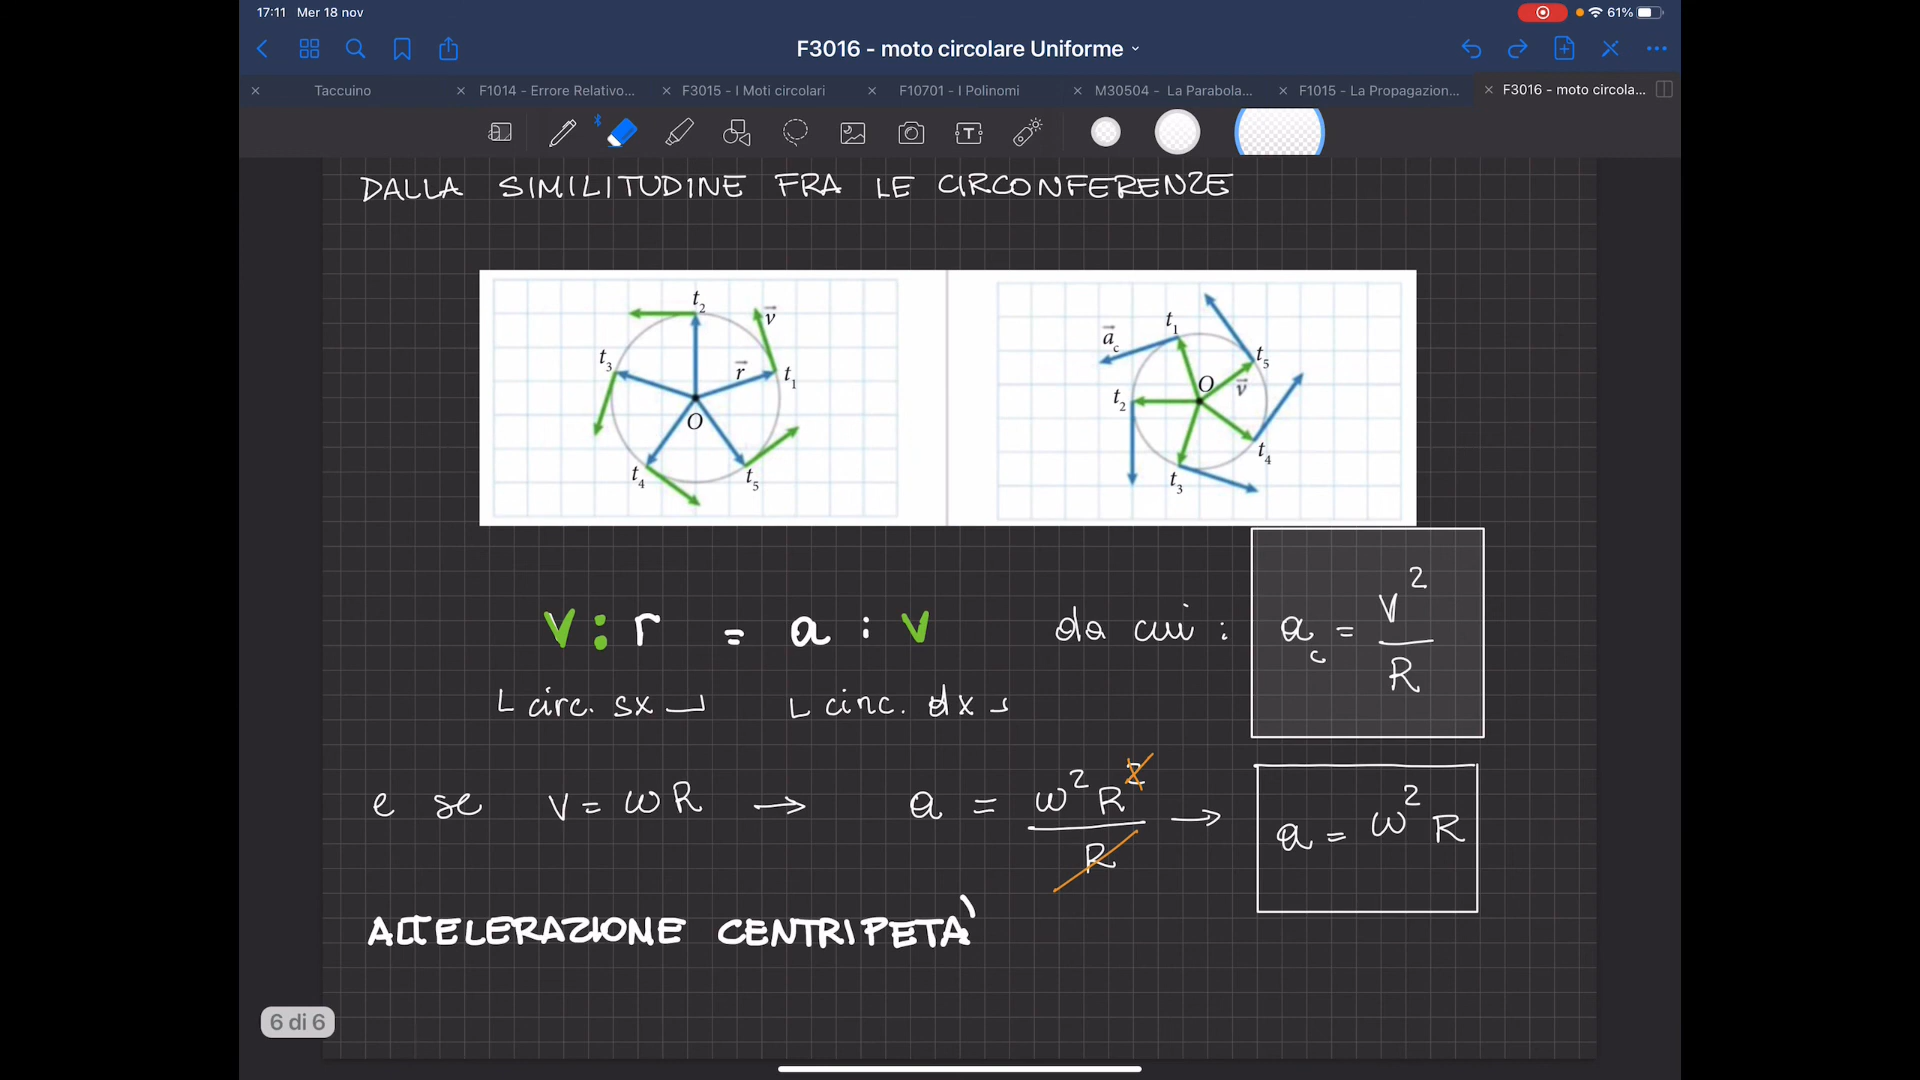 17:11 Mer 18 nov 61%
F3016 - moto circolare Uniforme
Taccuino F1014 - Errore Relativo... F3015 - I Moti circolari F10701 - I Polinomi M30504 - La Parabola... F1015 - La Propagazion... F3016 - moto circola...
DALLA SIMILITUDINE FRA LE CIRCONFERENZE
t₂ v⃗ t₃ r⃗ t₁ O t₄ t₅
a⃗c t₁ t₅ O v⃗ t₂ t₄ t₃
v : r = a : v da cui : a_c = v²/R
circ. sx circ. dx
e se v = ωR → a = ω²R²/R → a = ω²R
ACCELERAZIONE CENTRIPETA
6 di 6